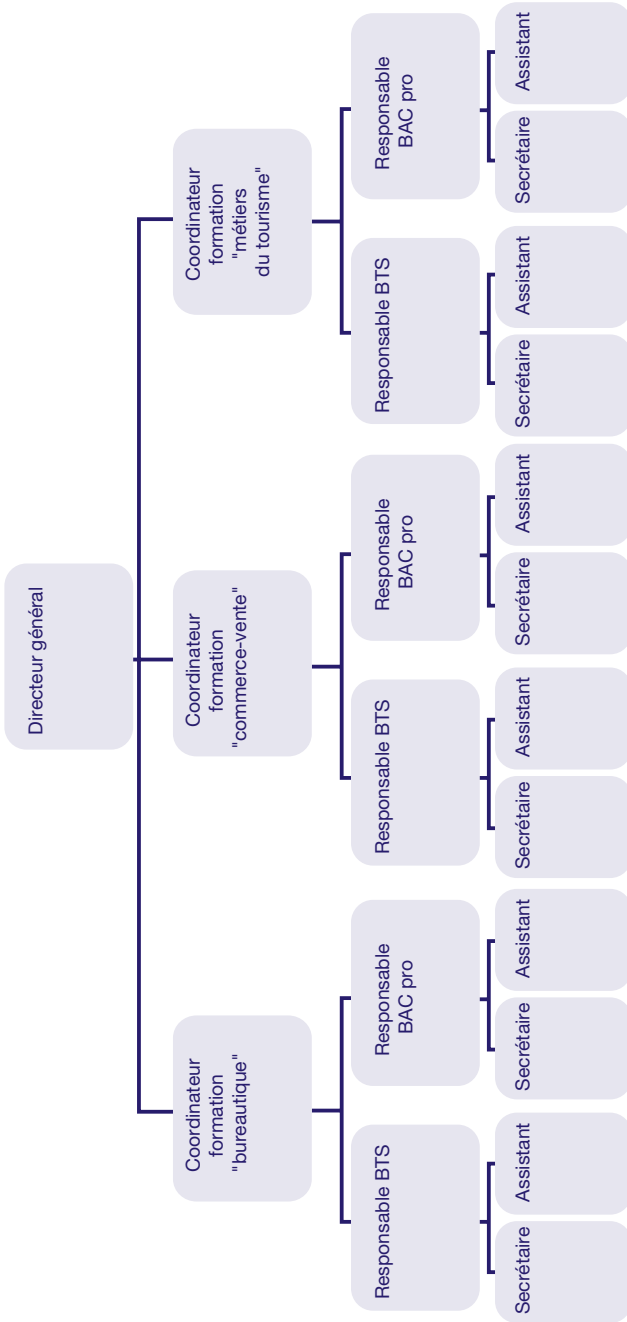 Directeur général
Coordinateur
formation
"bureautique"
Coordinateur
formation
"commerce-vente"
Coordinateur
formation
"métiers
du tourisme"
Responsable BTS
Responsable
BAC pro
Responsable BTS
Responsable
BAC pro
Responsable BTS
Responsable
BAC pro
Secrétaire
Assistant
Secrétaire
Assistant
Secrétaire
Assistant
Secrétaire
Assistant
Secrétaire
Assistant
Secrétaire
Assistant